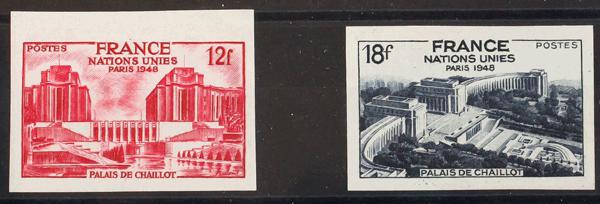 POSTES
FRANCE
12f
NATIONS UNIES
PARIS 1948
PALAIS DE CHAILLOT
18f
FRANCE
POSTES
NATIONS UNIES
PARIS 1948
PALAIS DE CHAILLOT